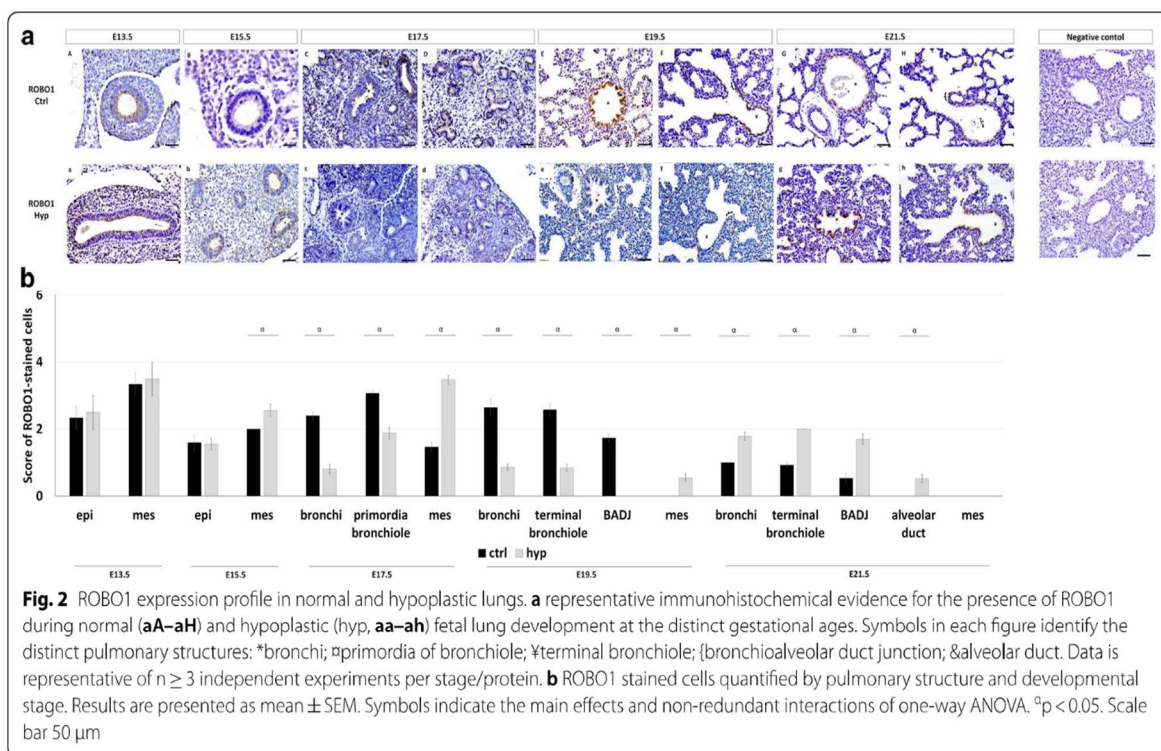 a
E13.5 E15.5 E17.5 E19.5 E21.5 Negative contol
A B C D E F G H
ROBO1
Ctrl
a b c d e f g h
ROBO1
Hyp
b
6
α α α α α α α α α α α α
4
2
0
Score of ROBO1-stained cells
epi mes epi mes bronchi primordia bronchiole mes bronchi terminal bronchiole BADJ mes bronchi terminal bronchiole BADJ alveolar duct mes
ctrl hyp
E13.5 E15.5 E17.5 E19.5 E21.5
Fig. 2 ROBO1 expression profile in normal and hypoplastic lungs. a representative immunohistochemical evidence for the presence of ROBO1
during normal (aA–aH) and hypoplastic (hyp, aa–ah) fetal lung development at the distinct gestational ages. Symbols in each figure identify the
distinct pulmonary structures: *bronchi; ¤primordia of bronchiole; ¥terminal bronchiole; {bronchioalveolar duct junction; &alveolar duct. Data is
representative of n ≥ 3 independent experiments per stage/protein. b ROBO1 stained cells quantified by pulmonary structure and developmental
stage. Results are presented as mean ± SEM. Symbols indicate the main effects and non-redundant interactions of one-way ANOVA. αp < 0.05. Scale
bar 50 μm